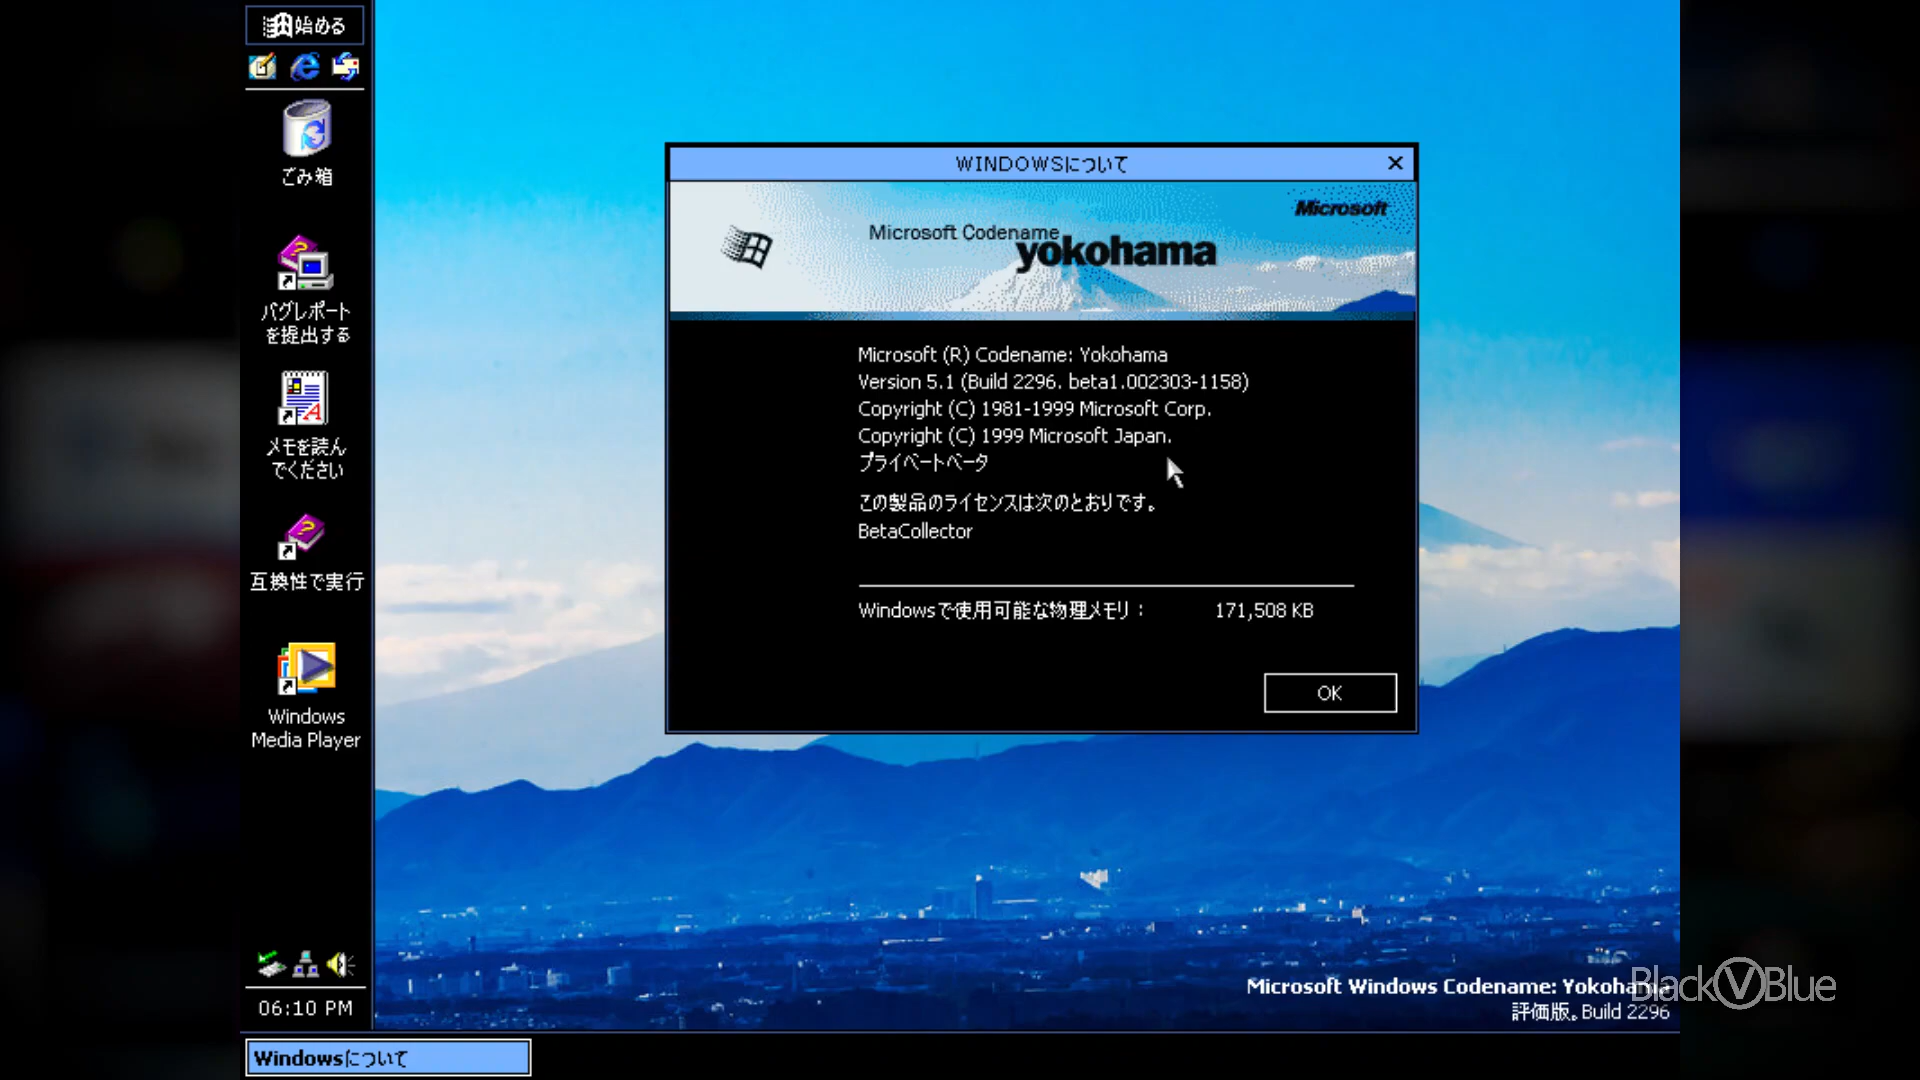 始める
ごみ箱
バグレポート
を提出する
メモを読ん
でください
互換性で実行
Windows
Media Player
06:10 PM
Windowsについて
WINDOWSについて
Microsoft
Microsoft Codename
yokohama
Microsoft (R) Codename: Yokohama
Version 5.1 (Build 2296. beta1.002303-1158)
Copyright (C) 1981-1999 Microsoft Corp.
Copyright (C) 1999 Microsoft Japan.
プライベートベータ
この製品のライセンスは次のとおりです。
BetaCollector
Windowsで使用可能な物理メモリ： 171,508 KB
OK
Microsoft Windows Codename: Yokohama
評価版。Build 2296
BlackVBlue